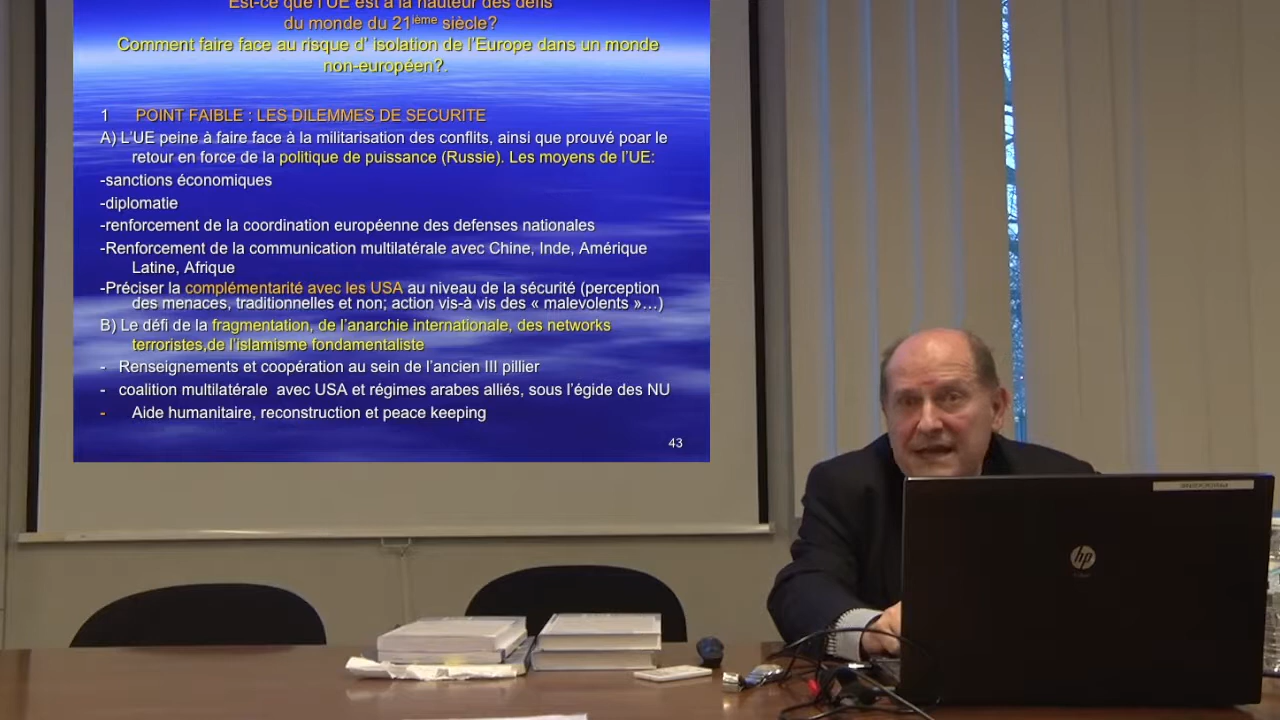 Est-ce que l'UE est à la hauteur des défis
du monde du 21ième siècle?
Comment faire face au risque d' isolation de l'Europe dans un monde
non-européen?.
1 POINT FAIBLE : LES DILEMMES DE SECURITE
A) L'UE peine à faire face à la militarisation des conflits, ainsi que prouvé poar le
retour en force de la politique de puissance (Russie). Les moyens de l'UE:
-sanctions économiques
-diplomatie
-renforcement de la coordination européenne des defenses nationales
-Renforcement de la communication multilatérale avec Chine, Inde, Amérique
Latine, Afrique
-Préciser la complémentarité avec les USA au niveau de la sécurité (perception
des menaces, traditionnelles et non; action vis-à vis des « malevolents »…)
B) Le défi de la fragmentation, de l'anarchie internationale, des networks
terroristes,de l'islamisme fondamentaliste
- Renseignements et coopération au sein de l'ancien III pillier
- coalition multilatérale avec USA et régimes arabes alliés, sous l'égide des NU
- Aide humanitaire, reconstruction et peace keeping
43
hp